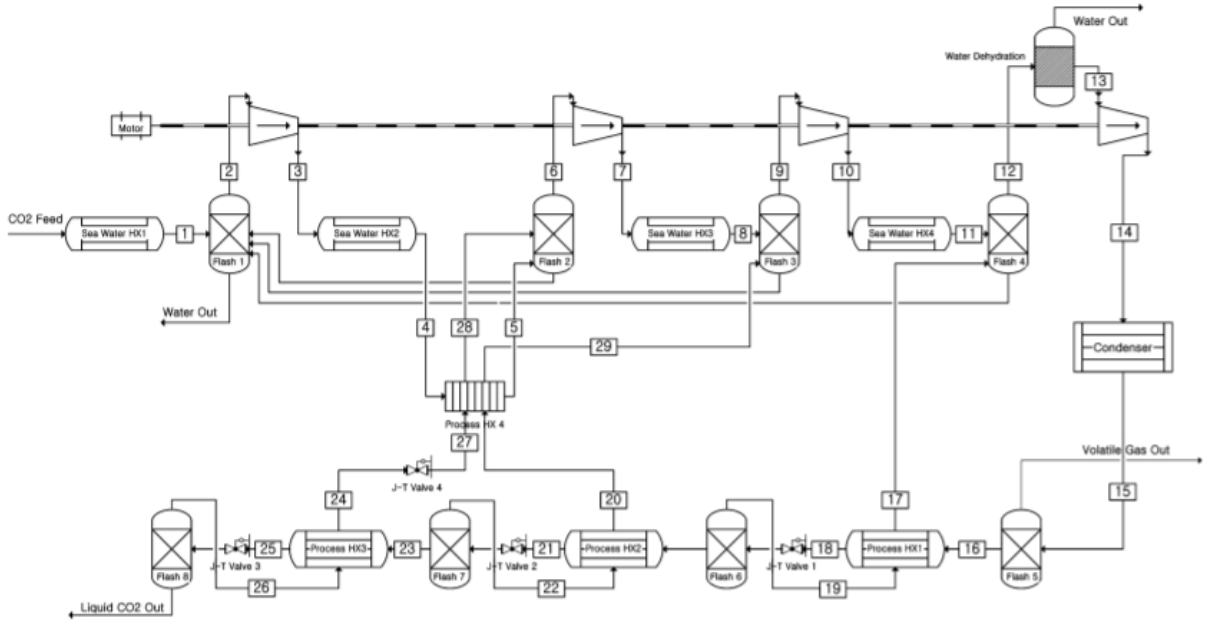 Water Out
Water Dehydration
13
Motor
2
3
6
7
9
10
12
CO2 Feed
Sea Water HX1
1
Flash 1
Sea Water HX2
Flash 2
Sea Water HX3
8
Flash 3
Sea Water HX4
11
Flash 4
14
Water Out
4
28
5
29
Condenser
Process HX 4
27
Volatile Gas Out
J-T Valve 4
24
20
17
15
Flash 8
J-T Valve 3
25
Process HX3
23
Flash 7
J-T Valve 2
21
Process HX2
Flash 6
J-T Valve 1
18
Process HX1
16
Flash 5
26
22
19
Liquid CO2 Out